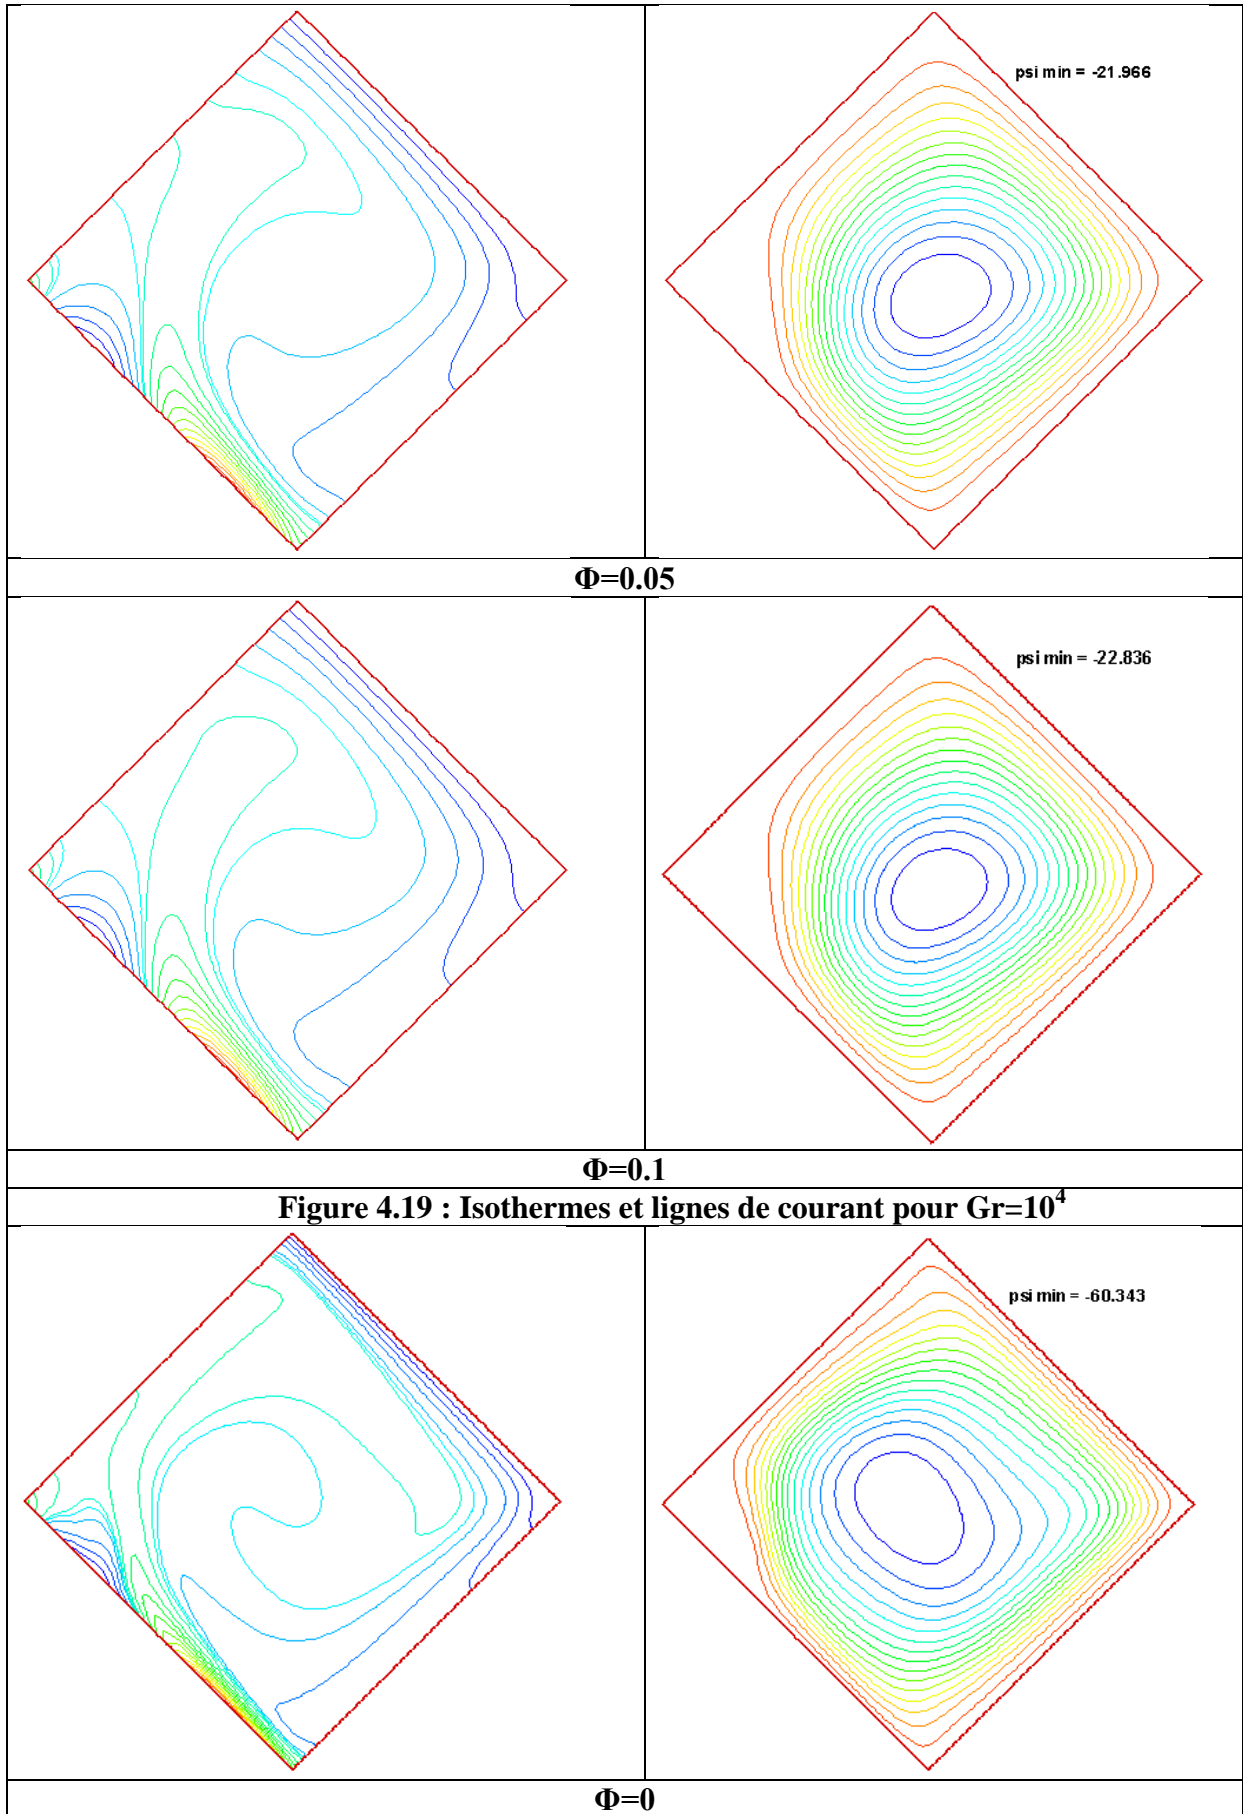 psi min = -21.966
Φ=0.05
psi min = -22.836
Φ=0.1
Figure 4.19 : Isothermes et lignes de courant pour Gr=10⁴
psi min = -60.343
Φ=0